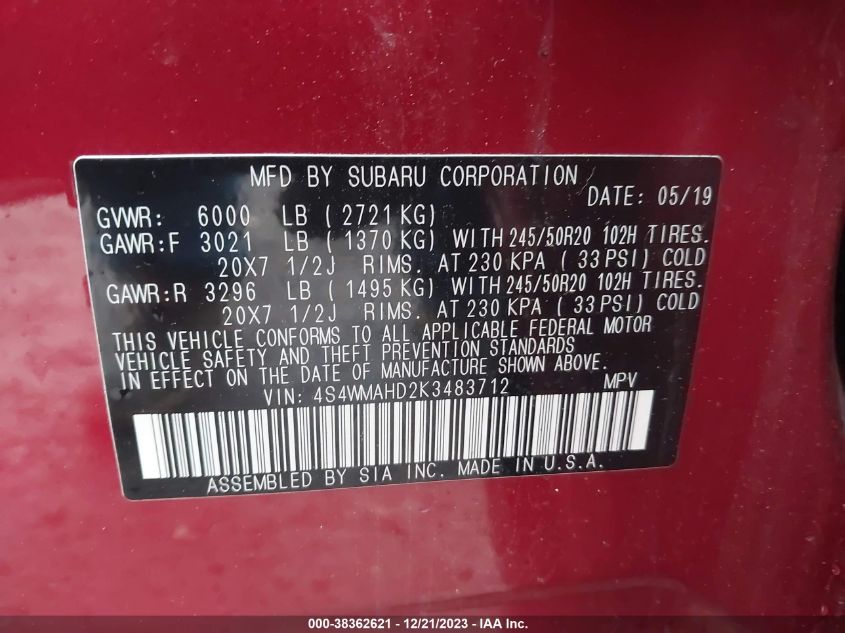 MFD BY SUBARU CORPORATION
DATE: 05/19
GVWR: 6000 LB ( 2721 KG)
GAWR:F 3021 LB ( 1370 KG) WITH 245/50R20 102H TIRES.
20X7 1/2J RIMS. AT 230 KPA ( 33 PSI) COLD
GAWR:R 3296 LB ( 1495 KG) WITH 245/50R20 102H TIRES.
20X7 1/2J RIMS. AT 230 KPA ( 33 PSI) COLD
THIS VEHICLE CONFORMS TO ALL APPLICABLE FEDERAL MOTOR
VEHICLE SAFETY AND THEFT PREVENTION STANDARDS
IN EFFECT ON THE DATE OF MANUFACTURE SHOWN ABOVE.
VIN: 4S4WMAHD2K3483712 MPV
ASSEMBLED BY SIA INC. MADE IN U.S.A.
000-38362621 - 12/21/2023 - 1000571528